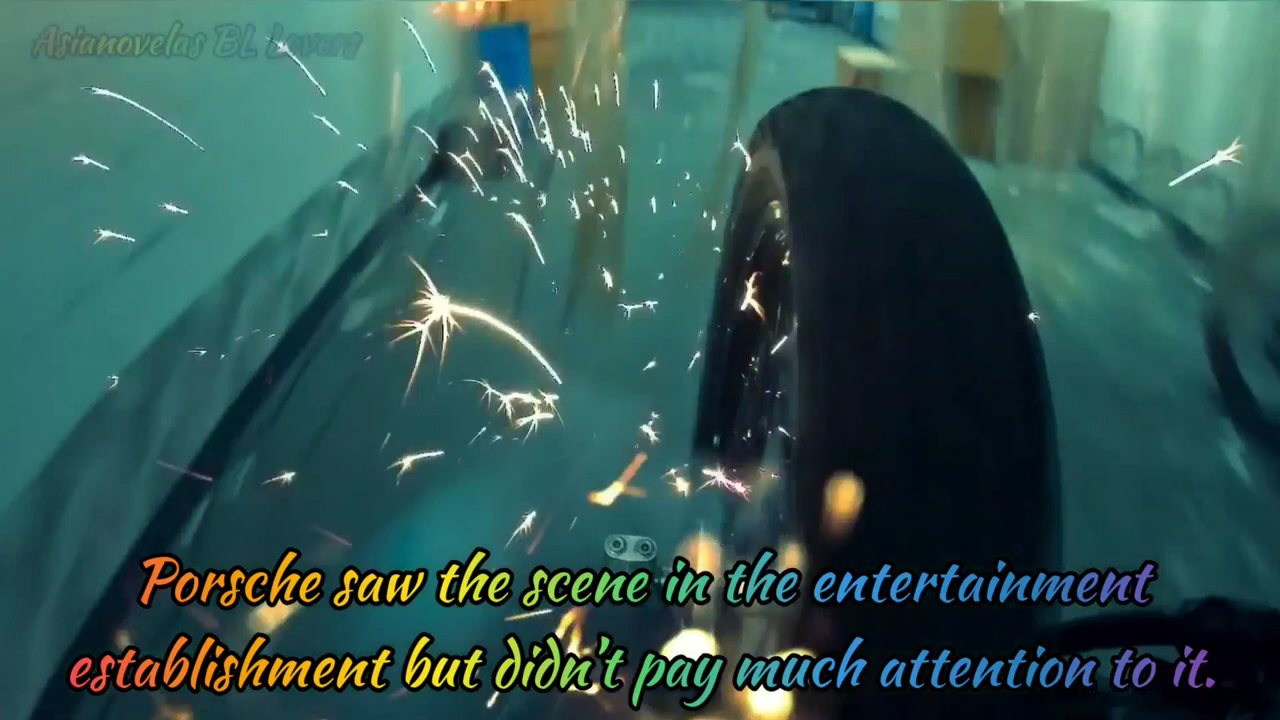 Asianovelas BL Lovers
Porsche saw the scene in the entertainment
establishment but didn't pay much attention to it.